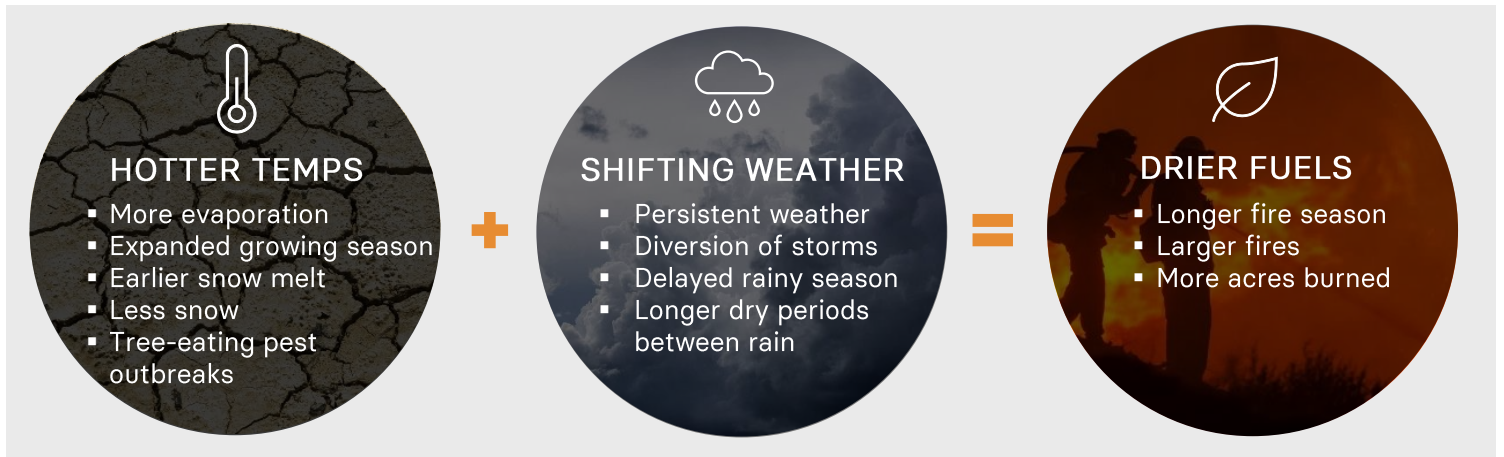 HOTTER TEMPS
▪ More evaporation
▪ Expanded growing season
▪ Earlier snow melt
▪ Less snow
▪ Tree-eating pest
outbreaks
+
SHIFTING WEATHER
▪ Persistent weather
▪ Diversion of storms
▪ Delayed rainy season
▪ Longer dry periods
between rain
=
DRIER FUELS
▪ Longer fire season
▪ Larger fires
▪ More acres burned